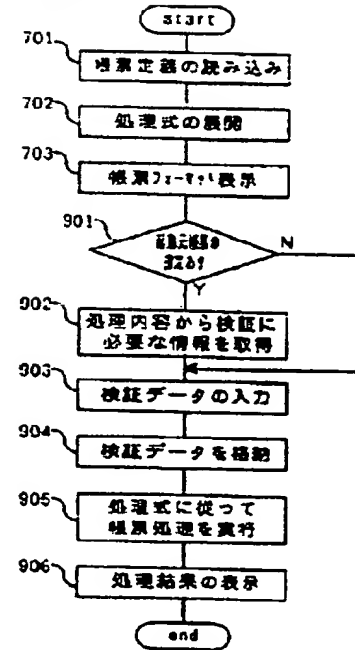 start
701
帳票定義の読み込み
702
処理式の展開
703
帳票フォーマット表示
901
N
Y
902
処理内容から検証に
必要な情報を取得
903
検証データの入力
904
検証データを格納
905
処理式に従って
帳票処理を実行
906
処理結果の表示
end